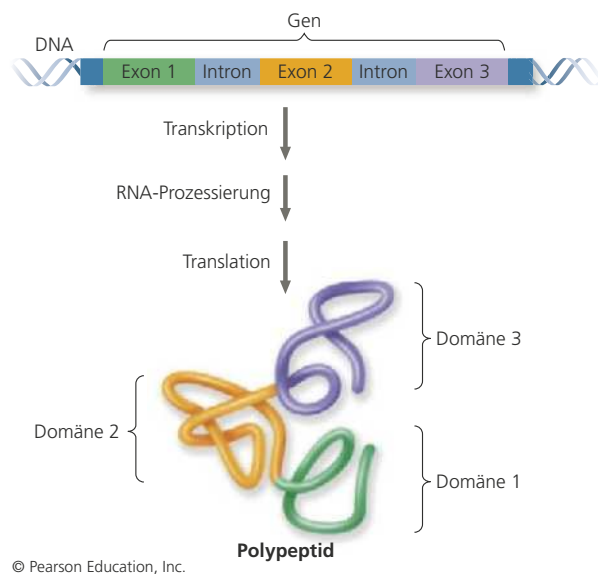 Gen
DNA
Exon 1 Intron Exon 2 Intron Exon 3
Transkription
RNA-Prozessierung
Translation
Domäne 3
Domäne 2
Domäne 1
Polypeptid
© Pearson Education, Inc.